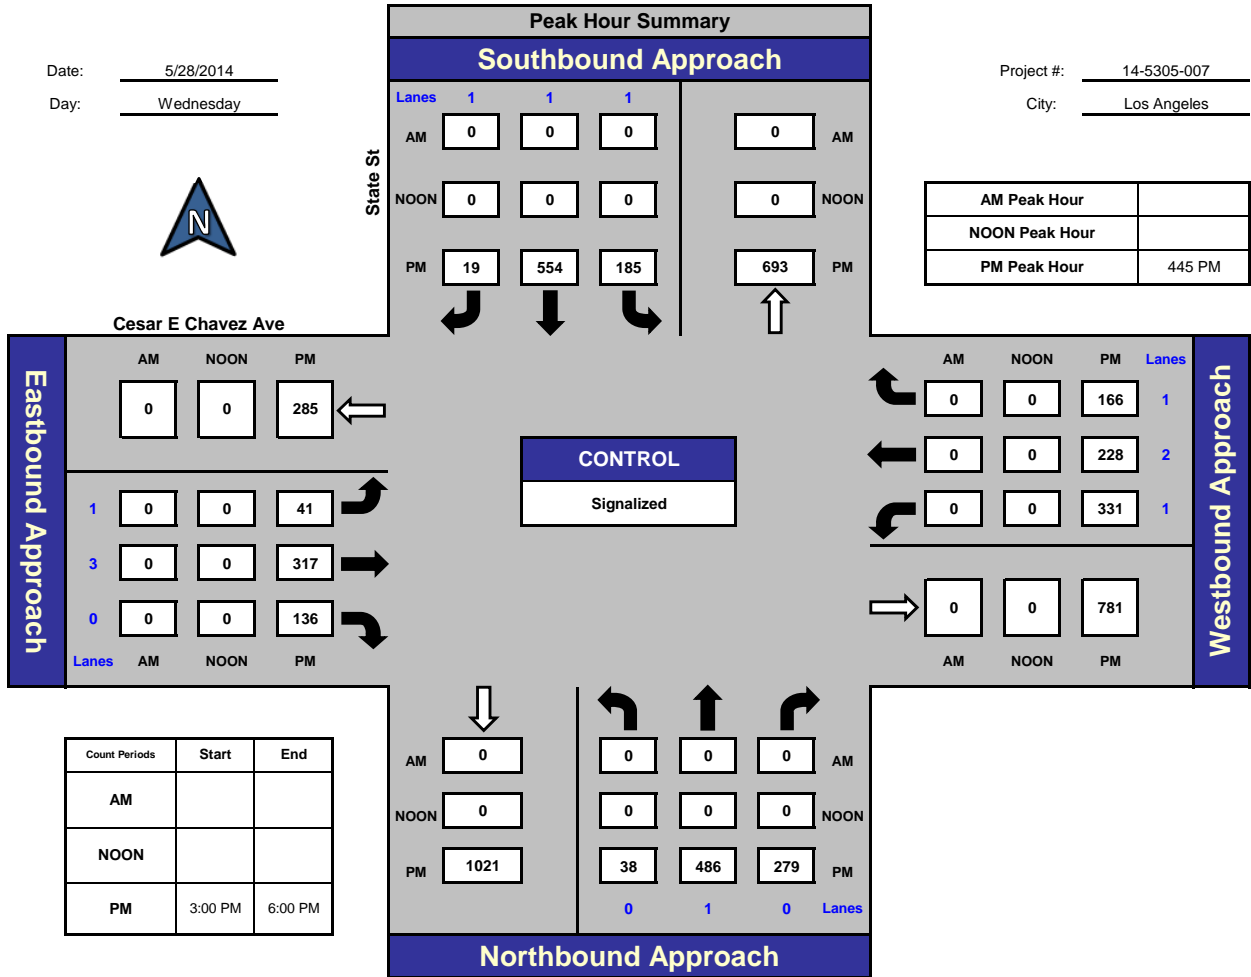 Peak Hour Summary
Southbound Approach
Date: 5/28/2014
Day: Wednesday
Project #: 14-5305-007
City: Los Angeles
N
State St
Lanes 1 1 1
AM 0 0 0 0 AM
NOON 0 0 0 0 NOON
PM 19 554 185 693 PM
AM Peak Hour
NOON Peak Hour
PM Peak Hour 445 PM
Cesar E Chavez Ave
Eastbound Approach
AM NOON PM
0 0 285
1 0 0 41
3 0 0 317
0 0 0 136
Lanes AM NOON PM
CONTROL
Signalized
AM NOON PM Lanes
0 0 166 1
0 0 228 2
0 0 331 1
0 0 781
AM NOON PM
Westbound Approach
Count Periods Start End
AM
NOON
PM 3:00 PM 6:00 PM
AM 0 0 0 0 AM
NOON 0 0 0 0 NOON
PM 1021 38 486 279 PM
0 1 0 Lanes
Northbound Approach